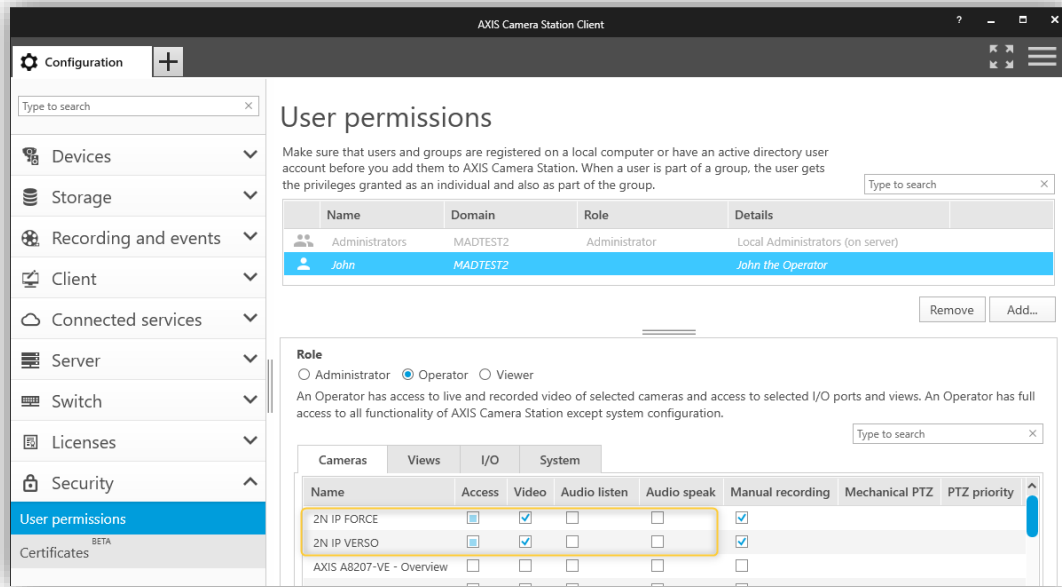 AXIS Camera Station Client
?
Configuration
Type to search
Devices
Storage
Recording and events
Client
Connected services
Server
Switch
Licenses
Security
User permissions
BETA
Certificates
User permissions
Make sure that users and groups are registered on a local computer or have an active directory user
account before you add them to AXIS Camera Station. When a user is part of a group, the user gets
the privileges granted as an individual and also as part of the group.
Type to search
Name Domain Role Details
Administrators MADTEST2 Administrator Local Administrators (on server)
John MADTEST2 John the Operator
Remove Add...
Role
Administrator Operator Viewer
An Operator has access to live and recorded video of selected cameras and access to selected I/O ports and views. An Operator has full
access to all functionality of AXIS Camera Station except system configuration.
Type to search
Cameras Views I/O System
Name Access Video Audio listen Audio speak Manual recording Mechanical PTZ PTZ priority
2N IP FORCE
2N IP VERSO
AXIS A8207-VE - Overview